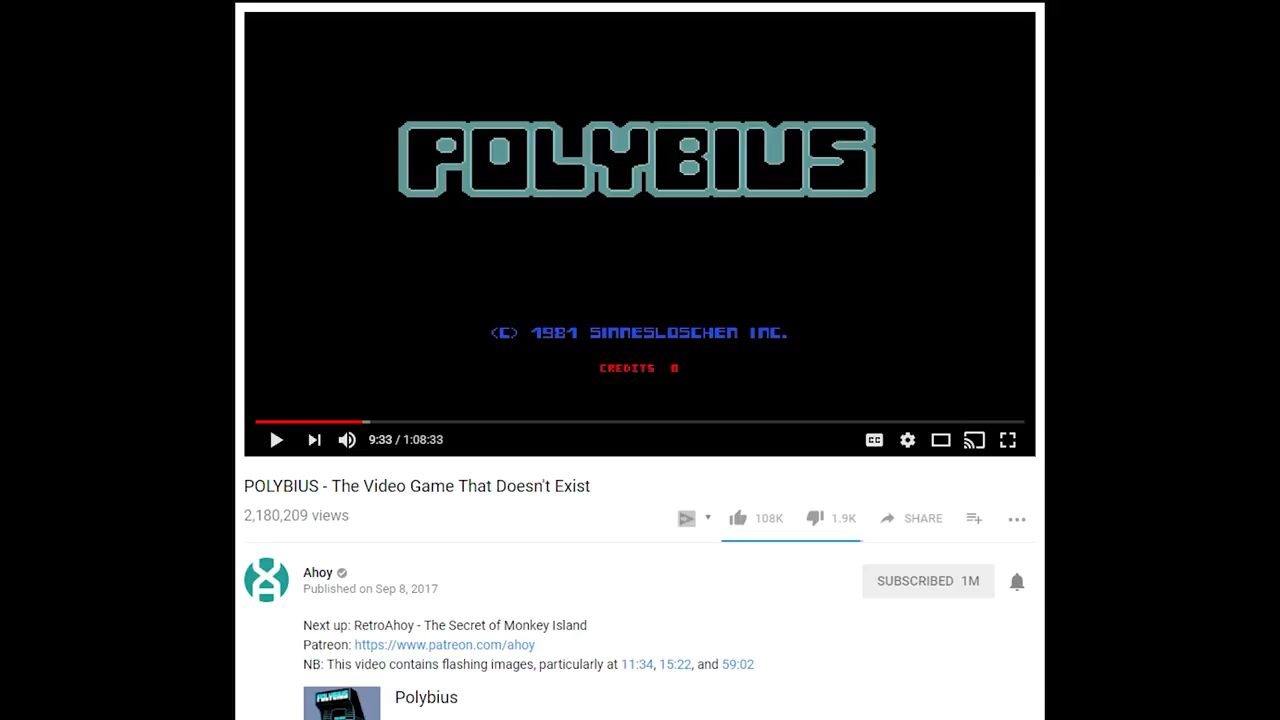 POLYBIUS
(C) 1981 SINNESLOSCHEN INC.
CREDITS 0
9:33 / 1:08:33
CC
POLYBIUS - The Video Game That Doesn't Exist
2,180,209 views
108K
1.9K
SHARE
Ahoy
SUBSCRIBED 1M
Published on Sep 8, 2017
Next up: RetroAhoy - The Secret of Monkey Island
Patreon: https://www.patreon.com/ahoy
NB: This video contains flashing images, particularly at 11:34, 15:22, and 59:02
POLYBIUS
Polybius